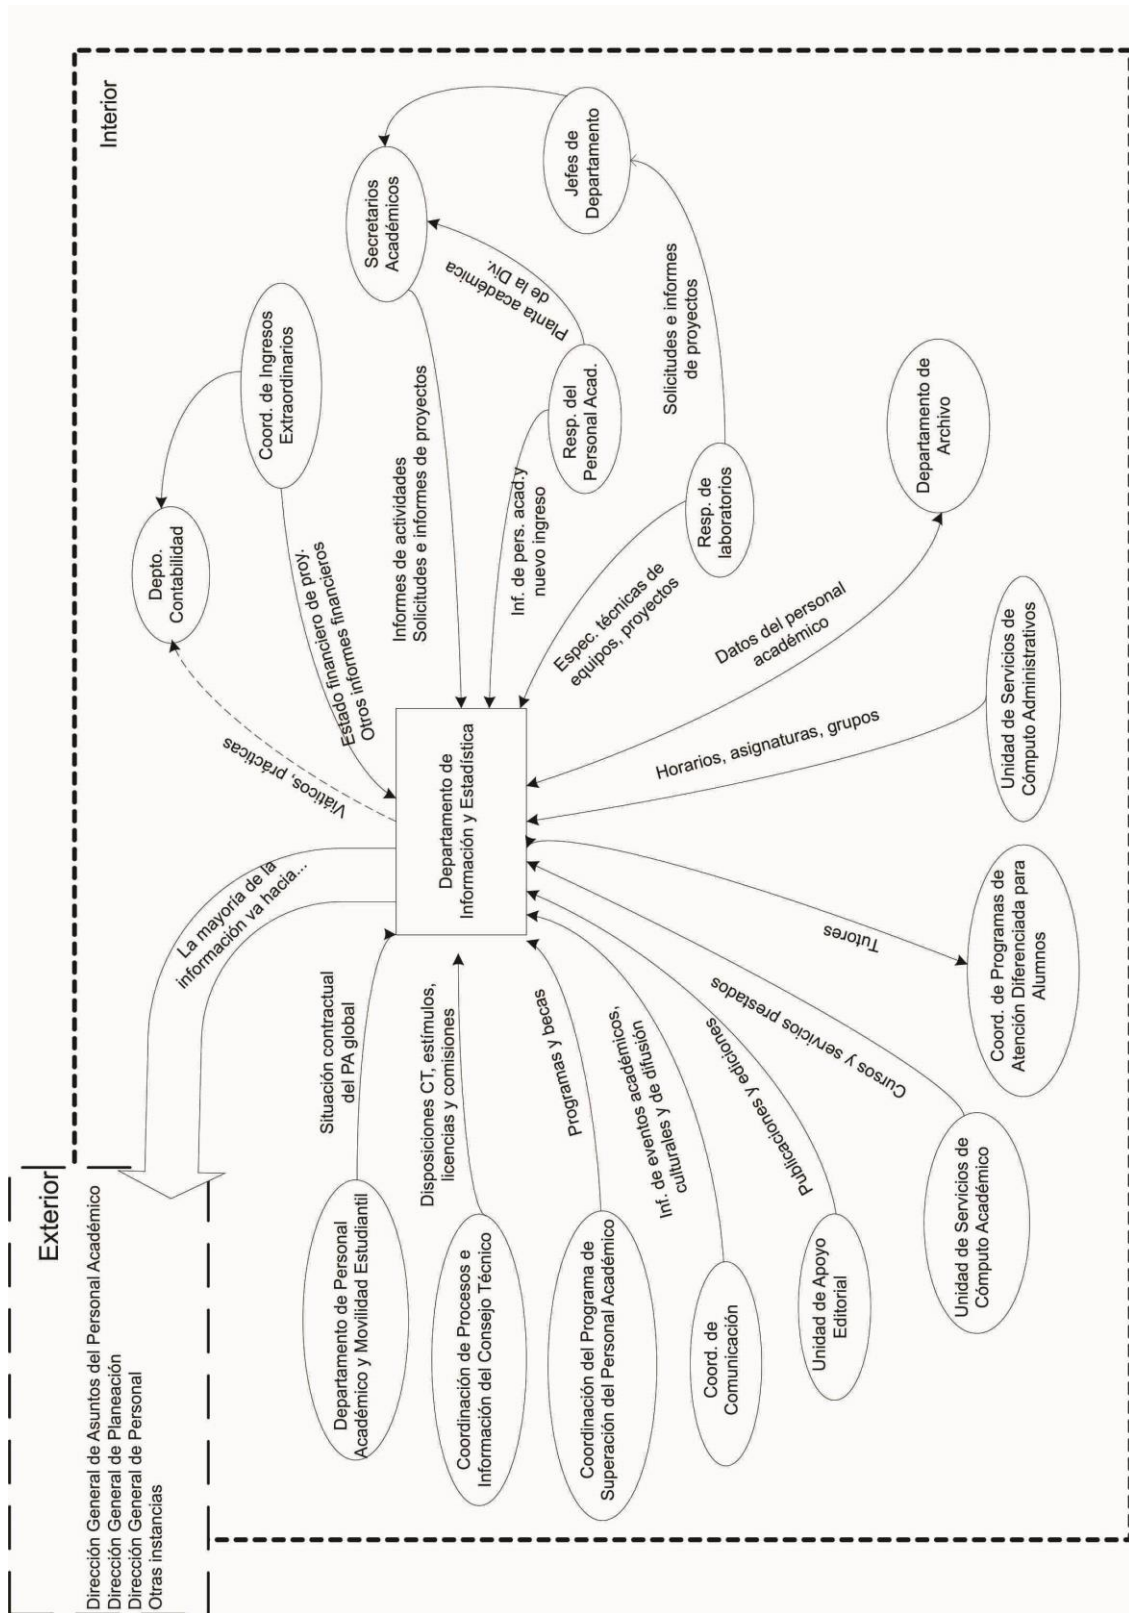 Exterior
Dirección General de Asuntos del Personal Académico
Dirección General de Planeación
Dirección General de Personal
Otras instancias
Interior
La mayoría de la
información va hacia...
Viáticos, prácticas
Depto.
Contabilidad
Coord. de Ingresos
Extraordinarios
Estado financiero de proy.
Otros informes financieros
Secretarios
Académicos
Informes de actividades
Solicitudes e informes de proyectos
Planta académica
de la Div.
Jefes de
Departamento
Resp. del
Personal Acad.
Inf. de pers. acad.y
nuevo ingreso
Solicitudes e informes
de proyectos
Resp. de
laboratorios
Espec. técnicas de
equipos, proyectos
Departamento de
Información y Estadística
Departamento de
Archivo
Datos del personal
académico
Unidad de Servicios de
Cómputo Administrativos
Horarios, asignaturas, grupos
Coord. de Programas de
Atención Diferenciada para
Alumnos
Tutores
Unidad de Servicios de
Cómputo Académico
Cursos y servicios prestados
Unidad de Apoyo
Editorial
Publicaciones y ediciones
Coord. de
Comunicación
Inf. de eventos académicos,
culturales y de difusión
Coordinación del Programa de
Superación del Personal Académico
Programas y becas
Coordinación de Procesos e
Información del Consejo Técnico
Disposiciones CT, estímulos,
licencias y comisiones
Departamento de Personal
Académico y Movilidad Estudiantil
Situación contractual
del PA global